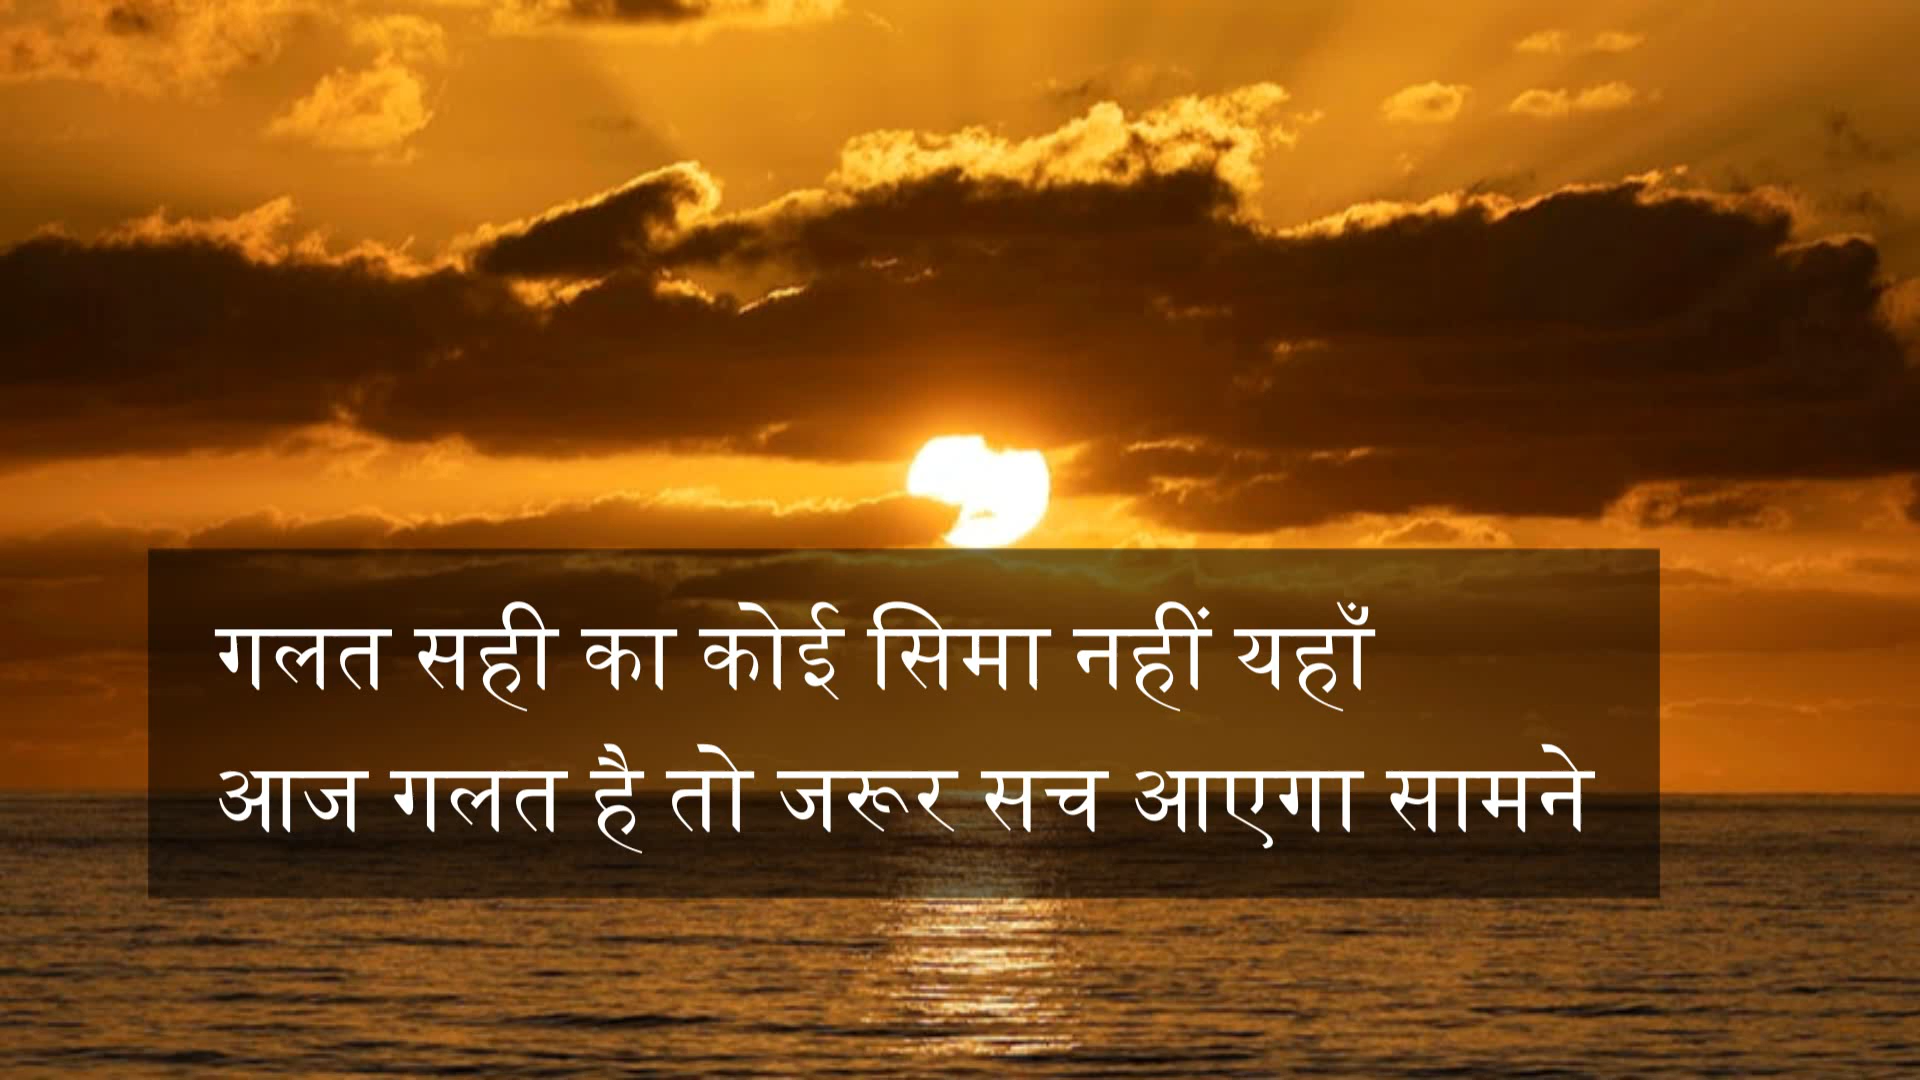 गलत सही का कोई सिमा नहीं यहाँ
आज गलत है तो जरूर सच आएगा सामने